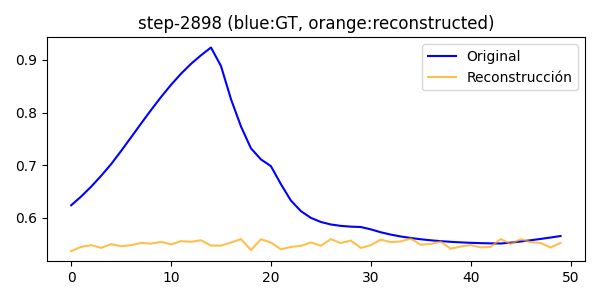 step-2898 (blue:GT, orange:reconstructed)
Original
Reconstrucción
0.9
0.8
0.7
0.6
0 10 20 30 40 50